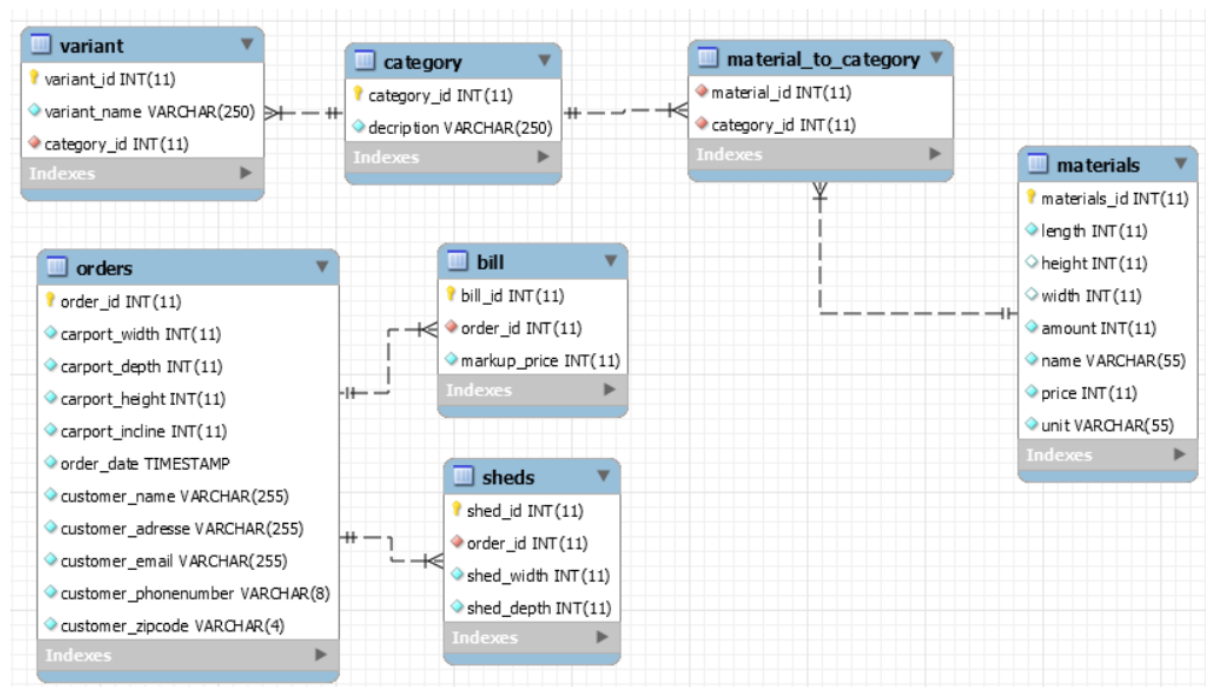 variant
variant_id INT(11)
variant_name VARCHAR(250)
category_id INT(11)
Indexes
category
category_id INT(11)
decription VARCHAR(250)
Indexes
material_to_category
material_id INT(11)
category_id INT(11)
Indexes
materials
materials_id INT(11)
length INT(11)
height INT(11)
width INT(11)
amount INT(11)
name VARCHAR(55)
price INT(11)
unit VARCHAR(55)
Indexes
orders
order_id INT(11)
carport_width INT(11)
carport_depth INT(11)
carport_height INT(11)
carport_incline INT(11)
order_date TIMESTAMP
customer_name VARCHAR(255)
customer_adresse VARCHAR(255)
customer_email VARCHAR(255)
customer_phonenumber VARCHAR(8)
customer_zipcode VARCHAR(4)
Indexes
bill
bill_id INT(11)
order_id INT(11)
markup_price INT(11)
Indexes
sheds
shed_id INT(11)
order_id INT(11)
shed_width INT(11)
shed_depth INT(11)
Indexes